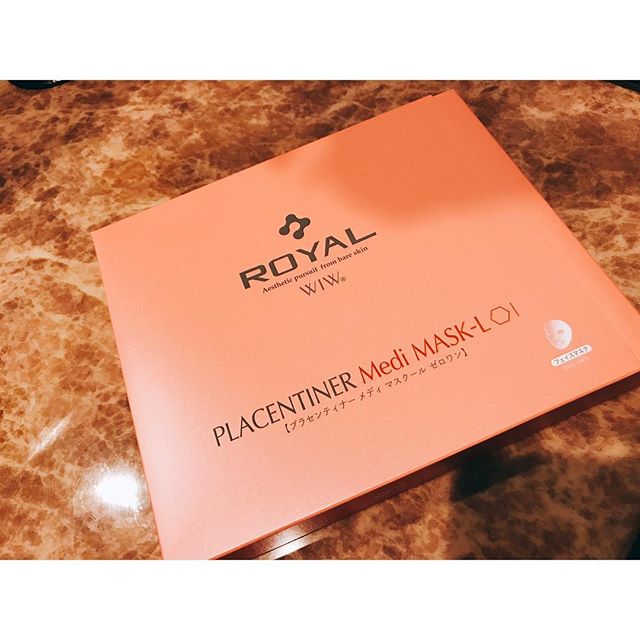 ROYAL
Aesthetic pursuit from bare skin
WIW®
PLACENTINER Medi MASK-L 01
【プラセンティナー メディ マスクール ゼロワン】
フェイスマスク